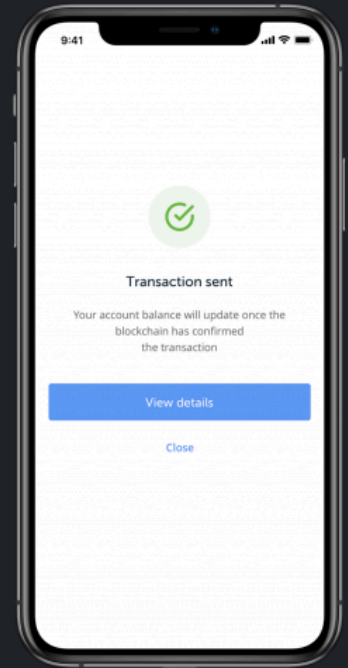 9:41
Transaction sent
Your account balance will update once the
blockchain has confirmed
the transaction
View details
Close